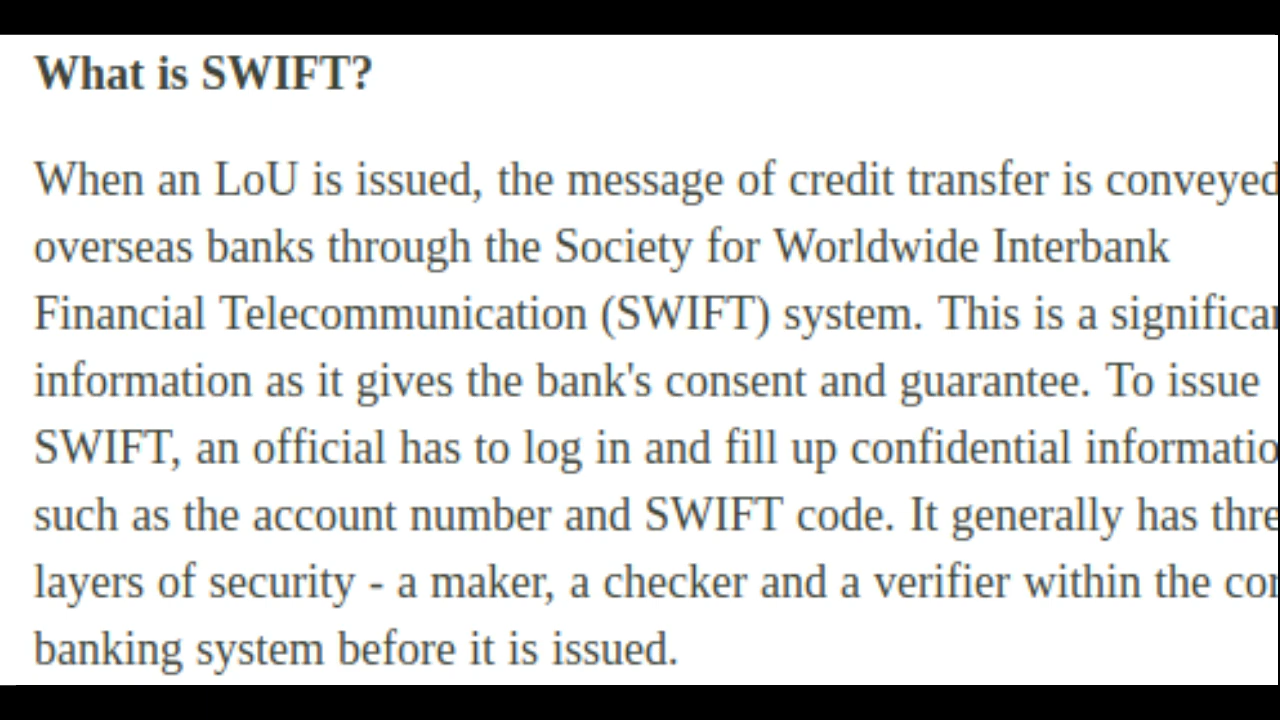 What is SWIFT?
When an LoU is issued, the message of credit transfer is conveyed
overseas banks through the Society for Worldwide Interbank
Financial Telecommunication (SWIFT) system. This is a significan
information as it gives the bank's consent and guarantee. To issue
SWIFT, an official has to log in and fill up confidential informatio
such as the account number and SWIFT code. It generally has thre
layers of security - a maker, a checker and a verifier within the cor
banking system before it is issued.